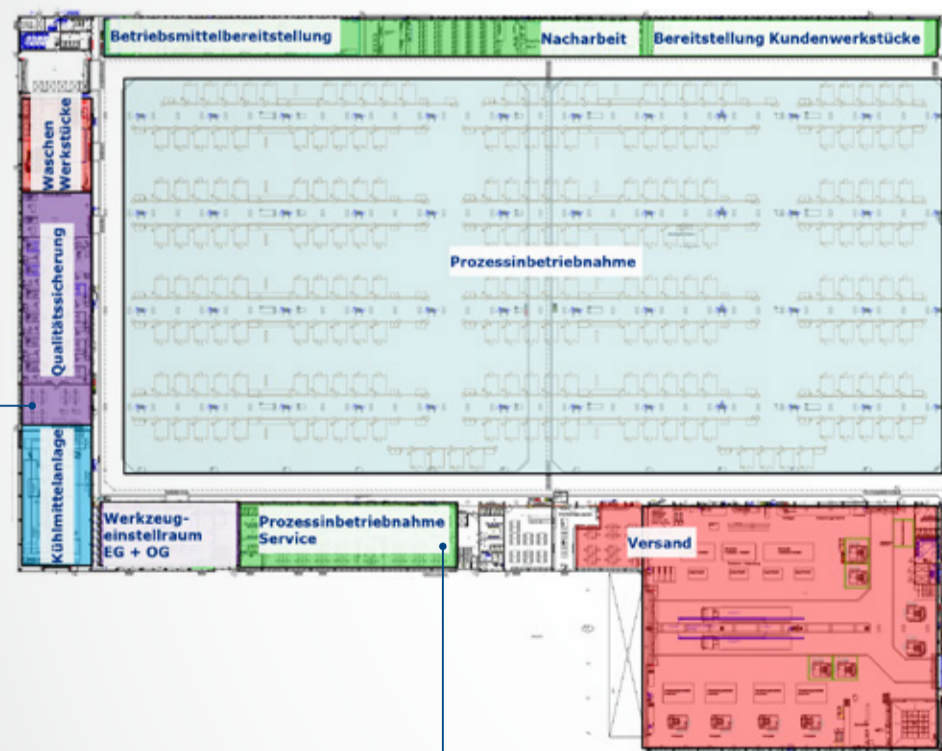 Betriebsmittelbereitstellung
Nacharbeit
Bereitstellung Kundenwerkstücke
Waschen
Werkstücke
Prozessinbetriebnahme
Qualitätssicherung
Kühlmittelanlage
Werkzeug-
einstellraum
EG + OG
Prozessinbetriebnahme
Service
Versand